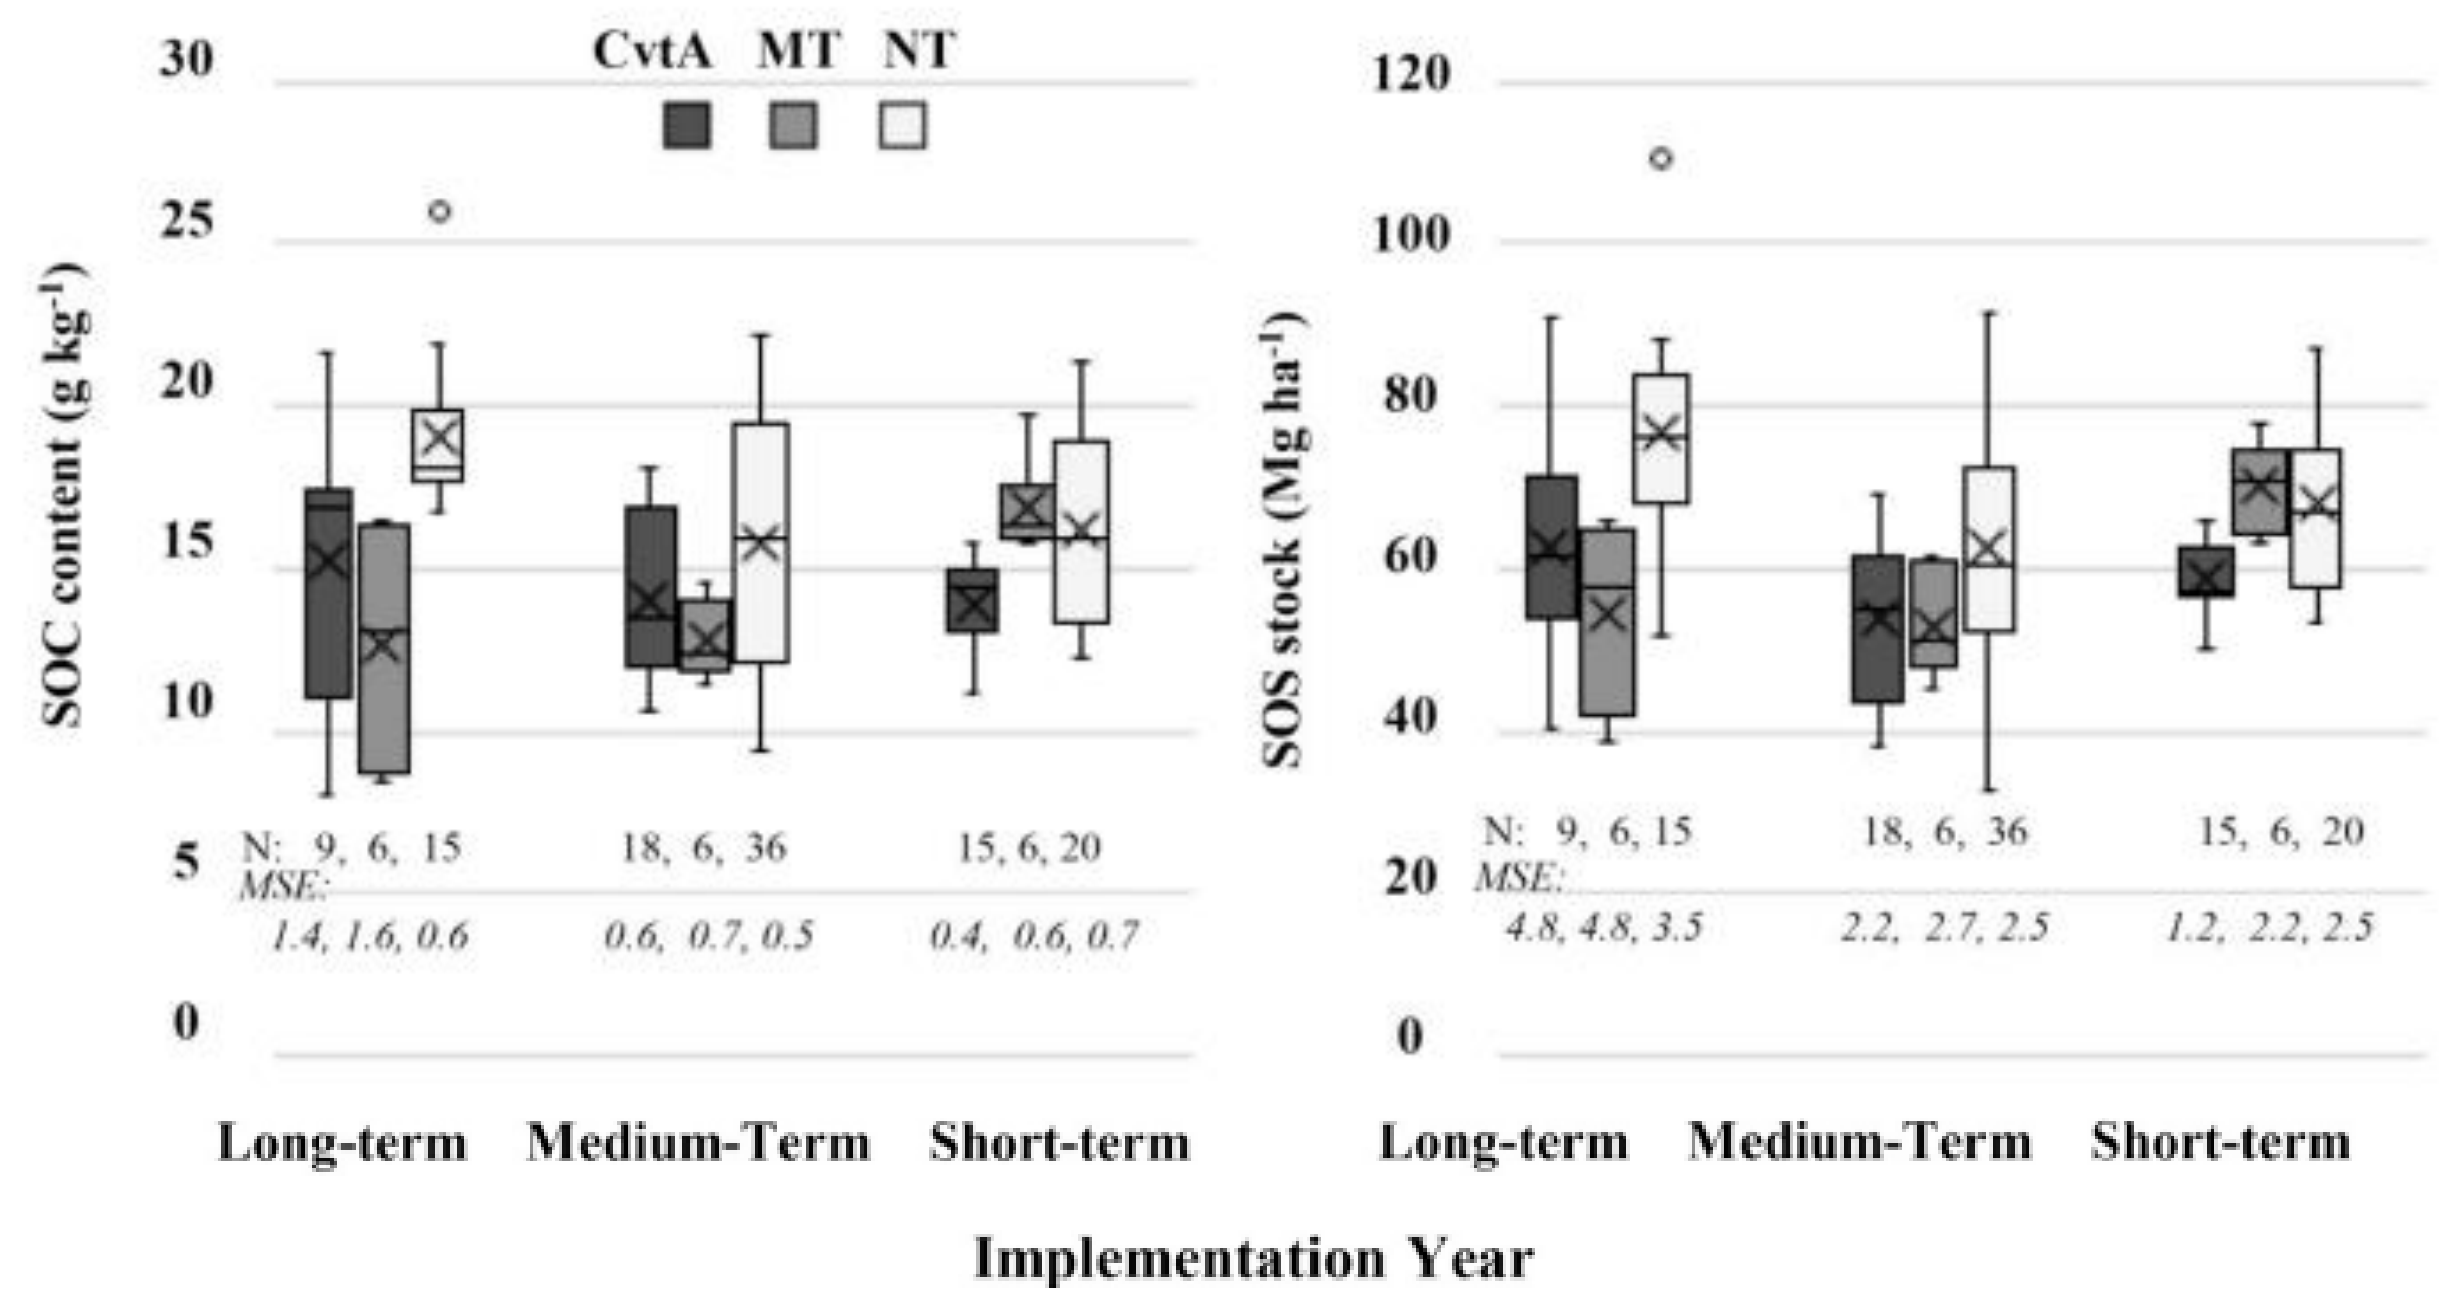 CvtA MT NT
30
25
20
15
10
5
0
SOC content (g kg-1)
N: 9, 6, 15
18, 6, 36
15, 6, 20
MSE:
1.4, 1.6, 0.6
0.6, 0.7, 0.5
0.4, 0.6, 0.7
Long-term Medium-Term Short-term
120
100
80
60
40
20
0
SOS stock (Mg ha-1)
N: 9, 6, 15
18, 6, 36
15, 6, 20
MSE:
4.8, 4.8, 3.5
2.2, 2.7, 2.5
1.2, 2.2, 2.5
Long-term Medium-Term Short-term
Implementation Year